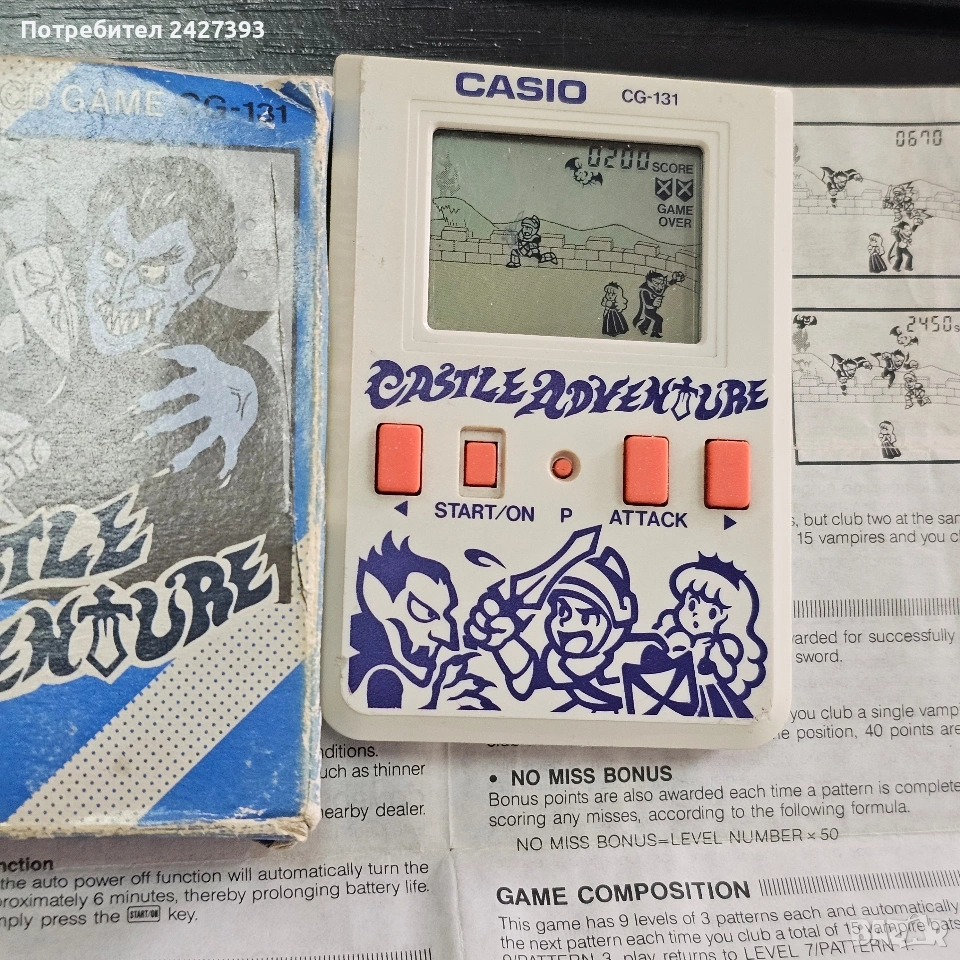 Потребител 2427393
CD GAME CG-131
CASIO CG-131
0200 SCORE
GAME
OVER
CASTLE ADVENTURE
◀ START/ON P ATTACK ▶
TLE
VENTURE
0670
2450
, but club two at the
15 vampires and you
warded for successfully
sword.
you club a single
position, 40 points are
• NO MISS BONUS
Bonus points are also awarded each time a pattern is
scoring any misses, according to the following formula.
NO MISS BONUS=LEVEL NUMBER × 50
GAME COMPOSITION
This game has 9 levels of 3 patterns each and automatically
the next pattern each time you club a total of 15 vampire bats
play returns to LEVEL 7/PATTERN 1.
ditions.
uch as thinner
nearby dealer.
nction
the auto power off function will automatically turn the
proximately 6 minutes, thereby prolonging battery life.
mply press the START/ON key.